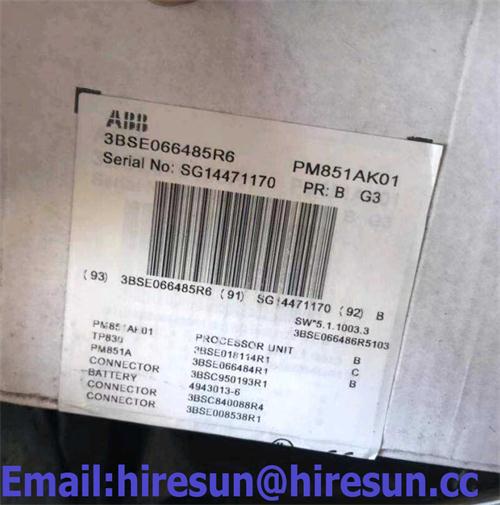 ABB
3BSE066485R6 PM851AK01
Serial No: SG14471170 PR: B G3
(93) 3BSE066485R6 (91) SG14471170 (92) B
SW*5.1.1003.3
3BSE066486R5103
PM851AK01 PROCESSOR UNIT B
TP830 3BSE018114R1 C
PM851A 3BSE066484R1 B
CONNECTOR 3BSC950193R1
BATTERY 4943013-6
CONNECTOR 3BSC840088R4
CONNECTOR 3BSE008538R1
Email:hiresun@hiresun.cc